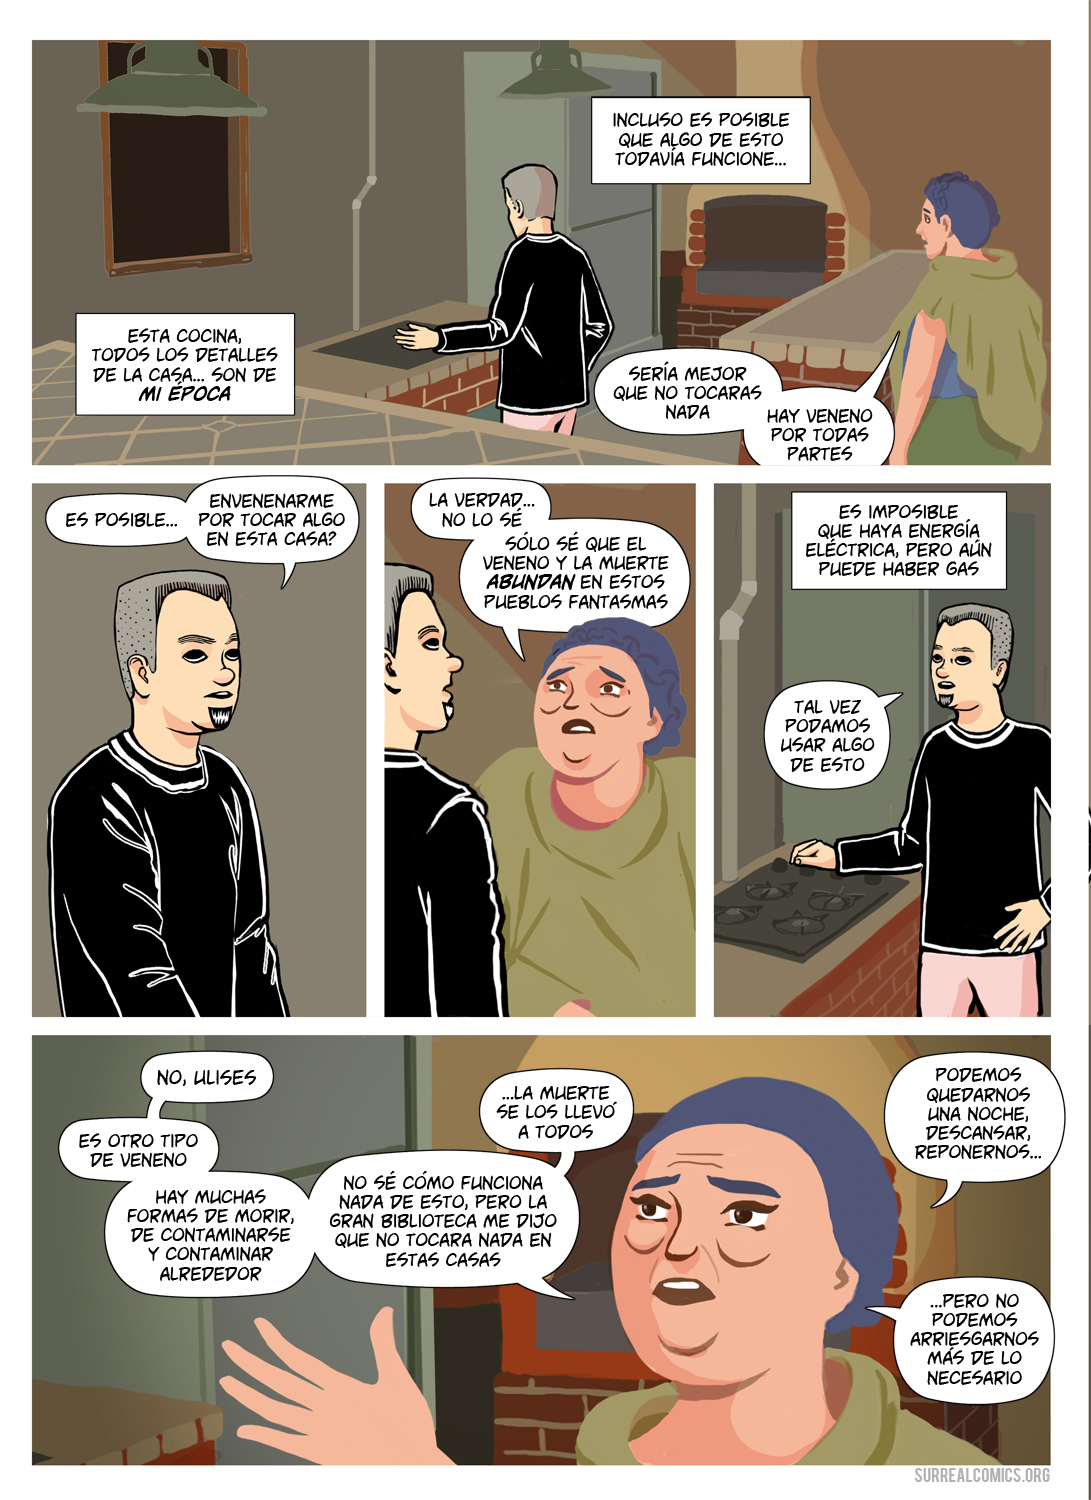 INCLUSO ES POSIBLE
QUE ALGO DE ESTO
TODAVÍA FUNCIONE...
ESTA COCINA,
TODOS LOS DETALLES
DE LA CASA... SON DE
MI ÉPOCA
SERÍA MEJOR
QUE NO TOCARAS
NADA
HAY VENENO
POR TODAS
PARTES
ES POSIBLE...
ENVENENARME
POR TOCAR ALGO
EN ESTA CASA?
LA VERDAD...
NO LO SÉ
SÓLO SÉ QUE EL
VENENO Y LA MUERTE
ABUNDAN EN ESTOS
PUEBLOS FANTASMAS
ES IMPOSIBLE
QUE HAYA ENERGÍA
ELÉCTRICA, PERO AÚN
PUEDE HABER GAS
TAL VEZ
PODAMOS
USAR ALGO
DE ESTO
NO, ULISES
ES OTRO TIPO
DE VENENO
HAY MUCHAS
FORMAS DE MORIR,
DE CONTAMINARSE
Y CONTAMINAR
ALREDEDOR
...LA MUERTE
SE LOS LLEVÓ
A TODOS
NO SÉ CÓMO FUNCIONA
NADA DE ESTO, PERO LA
GRAN BIBLIOTECA ME DIJO
QUE NO TOCARA NADA EN
ESTAS CASAS
PODEMOS
QUEDARNOS
UNA NOCHE,
DESCANSAR,
REPONERNOS...
...PERO NO
PODEMOS
ARRIESGARNOS
MÁS DE LO
NECESARIO
SURREALCOMICS.ORG